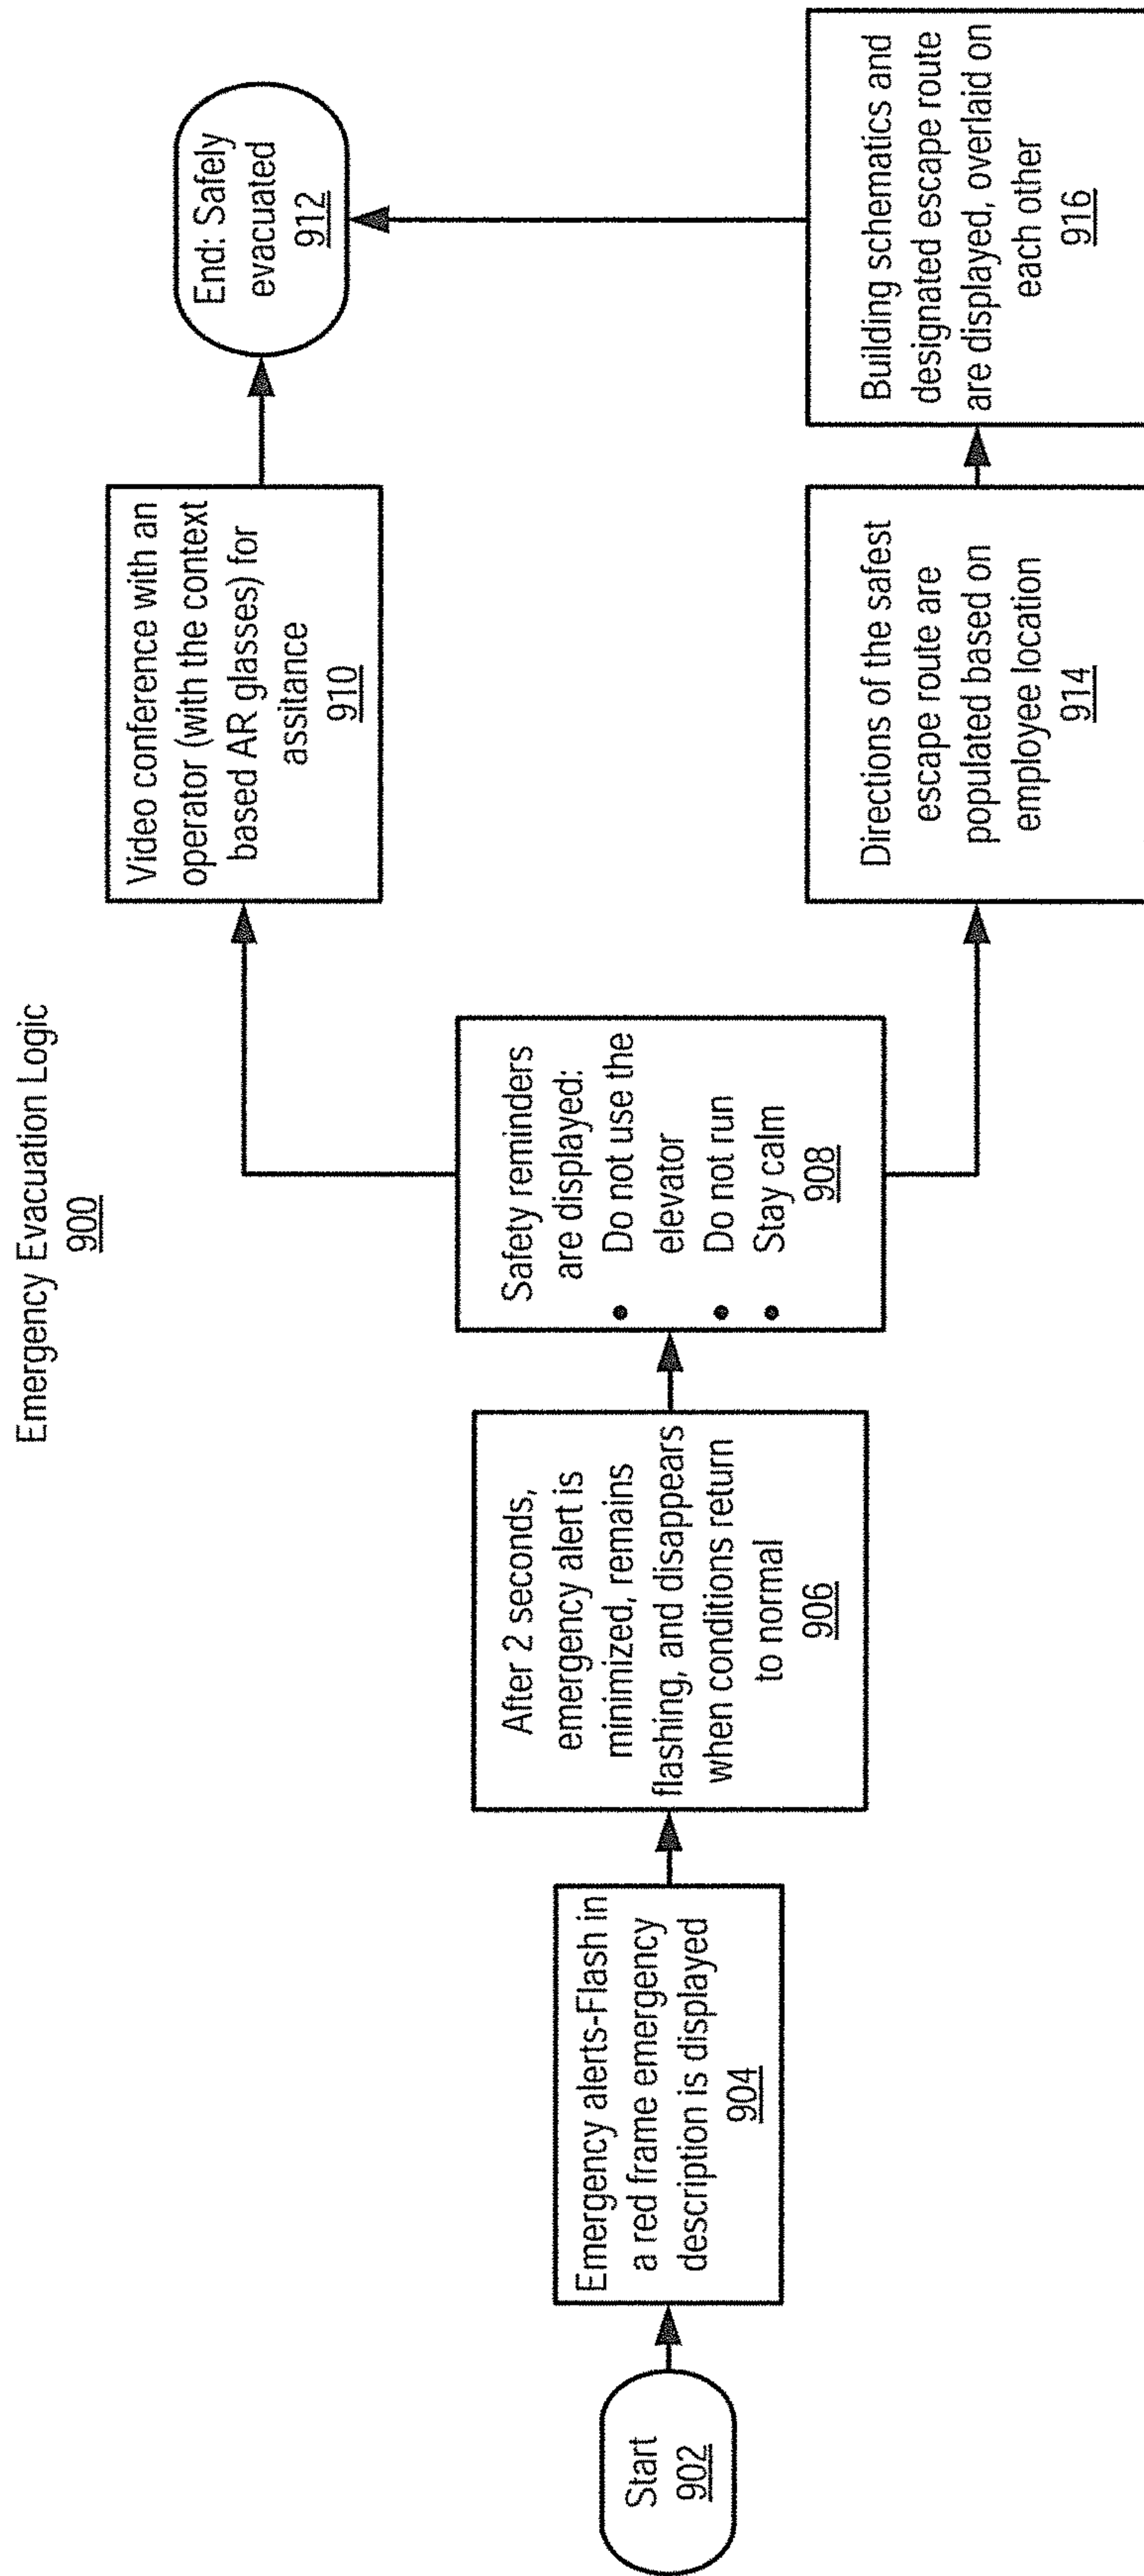 Emergency Evacuation Logic
900
Start
902
Emergency alerts-Flash in
a red frame emergency
description is displayed
904
After 2 seconds,
emergency alert is
minimized, remains
flashing, and disappears
when conditions return
to normal
906
Safety reminders
are displayed:
• Do not use the
elevator
• Do not run
• Stay calm
908
Video conference with an
operator (with the context
based AR glasses) for
assitance
910
End: Safely
evacuated
912
Directions of the safest
escape route are
populated based on
employee location
914
Building schematics and
designated escape route
are displayed, overlaid on
each other
916